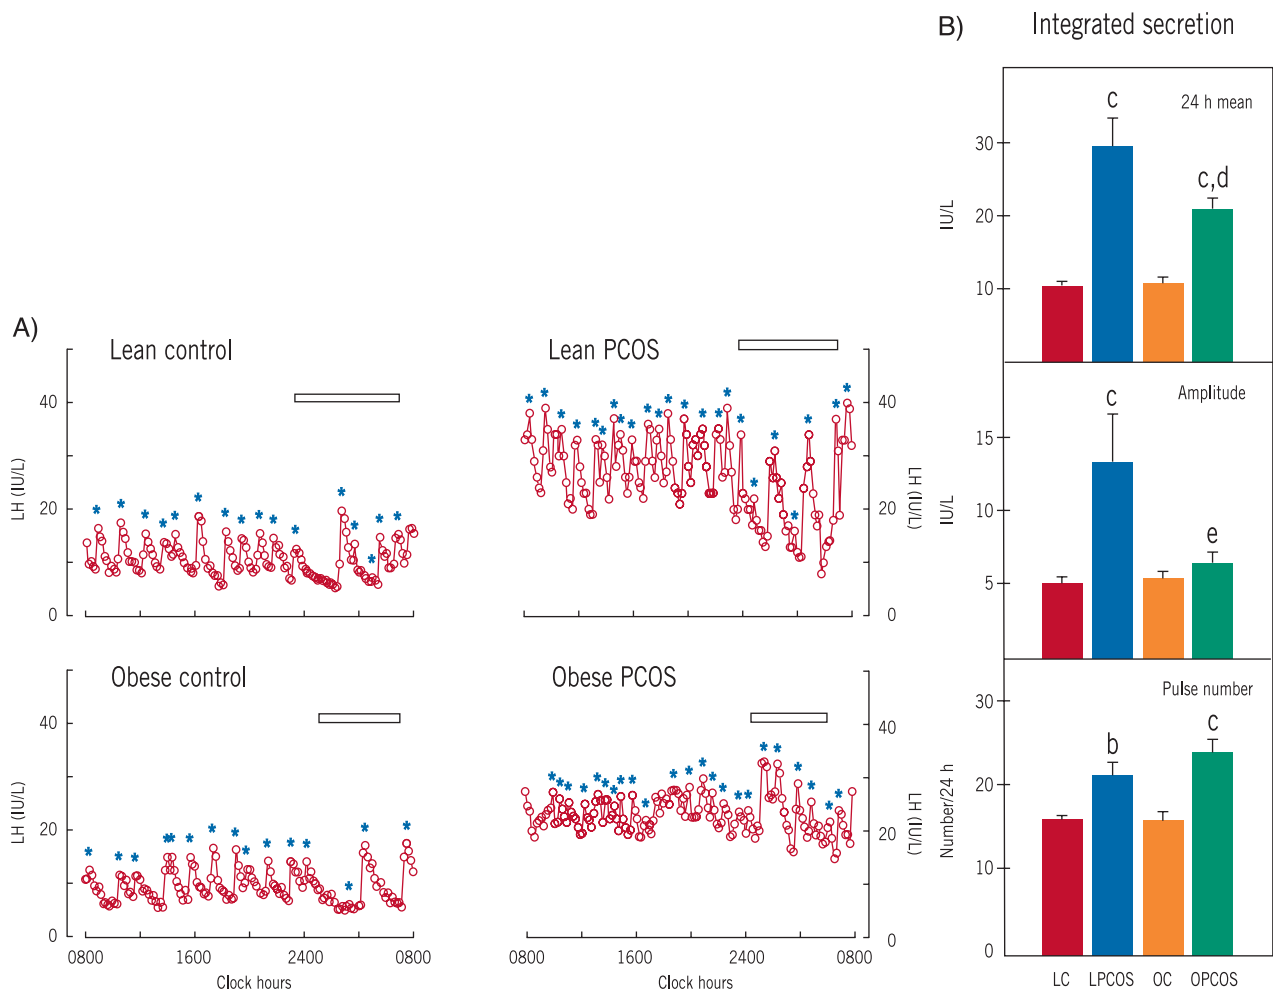 A)
Lean control
LH (IU/L)
40
20
0
Lean PCOS
40
20
0
LH (IU/L)
Obese control
LH (IU/L)
40
20
10
0
0800 1600 2400 0800
Clock hours
Obese PCOS
40
20
0
LH (IU/L)
0800 1600 2400 0800
Clock hours
B) Integrated secretion
24 h mean
IU/L
30
20
10
c
c,d
Amplitude
IU/L
15
10
5
c
e
Pulse number
Number/24 h
30
20
10
0
b
c
LC LPCOS OC OPCOS